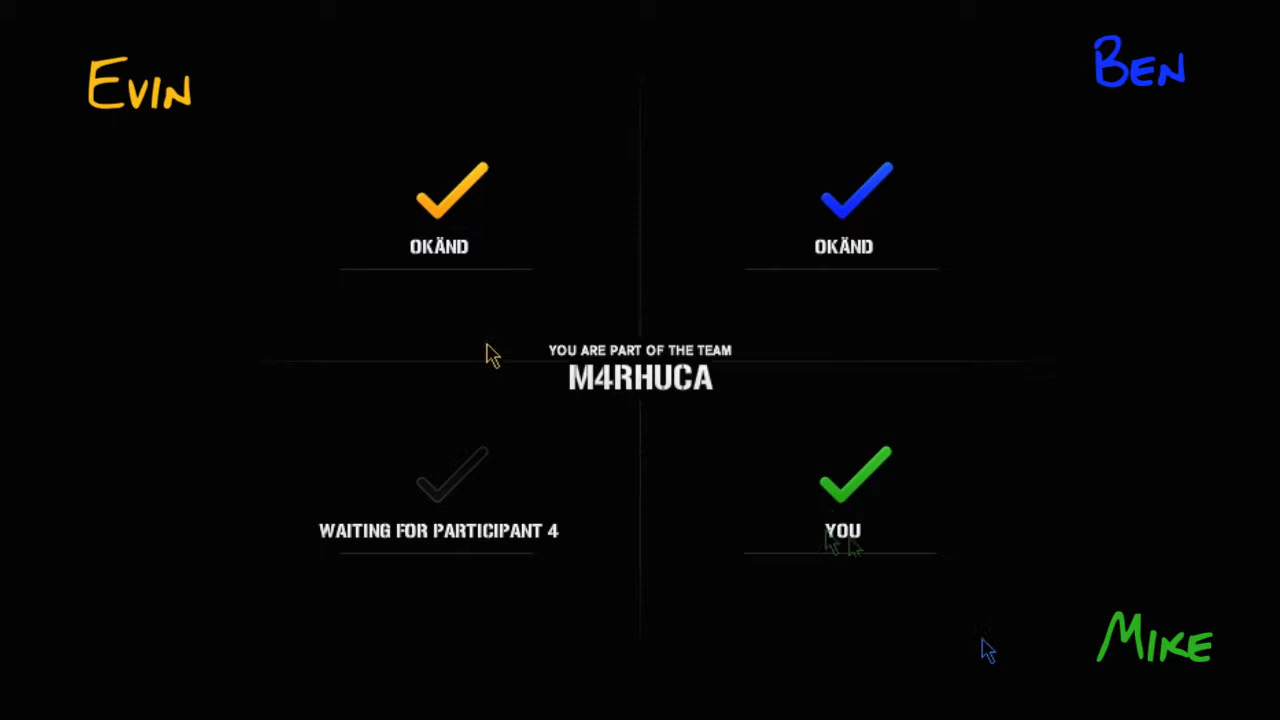 EVIN
BEN
OKÄND
OKÄND
YOU ARE PART OF THE TEAM
M4RHUCA
WAITING FOR PARTICIPANT 4
YOU
MIKE